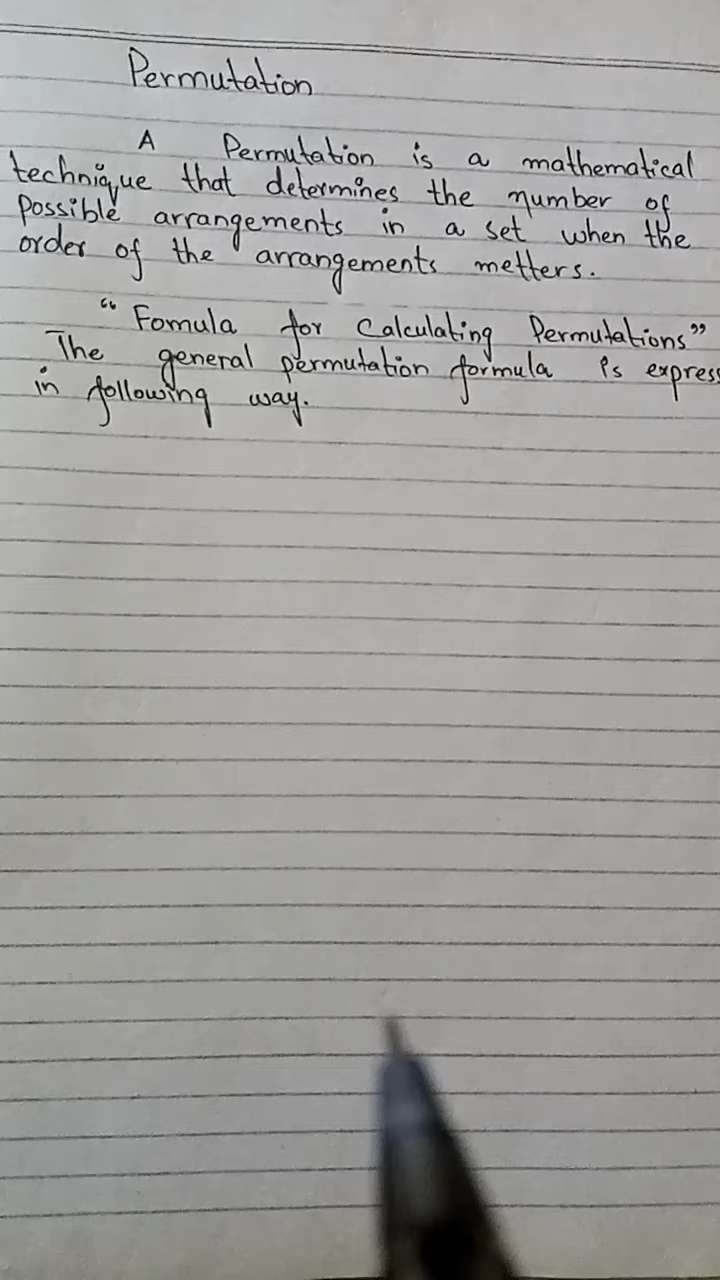 Permutation
A Permutation is a mathematical
technique that determines the number of
possible arrangements in a set when the
order of the arrangements metters.
"Fomula for Calculating Permutations"
The general permutation formula is express
in following way.